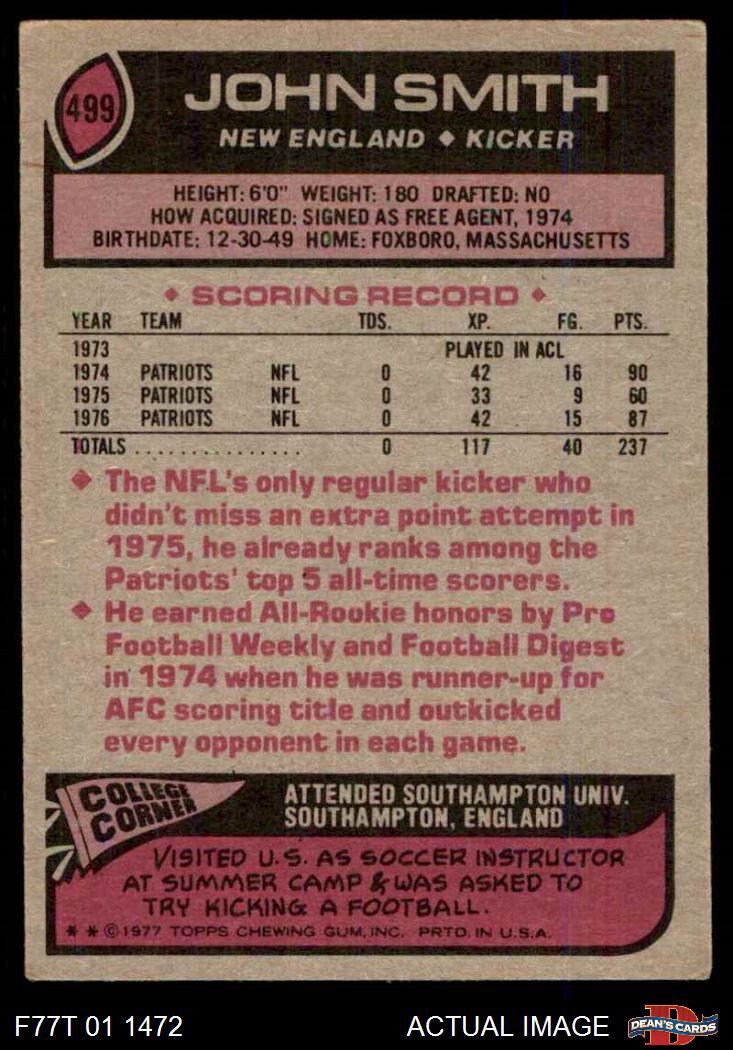 499
JOHN SMITH
NEW ENGLAND ♦ KICKER
HEIGHT: 6'0" WEIGHT: 180 DRAFTED: NO
HOW ACQUIRED: SIGNED AS FREE AGENT, 1974
BIRTHDATE: 12-30-49 HOME: FOXBORO, MASSACHUSETTS
♦ SCORING RECORD ♦
YEAR TEAM TDS. XP. FG. PTS.
1973 PLAYED IN ACL
1974 PATRIOTS NFL 0 42 16 90
1975 PATRIOTS NFL 0 33 9 60
1976 PATRIOTS NFL 0 42 15 87
TOTALS ................ 0 117 40 237
♦ The NFL's only regular kicker who
didn't miss an extra point attempt in
1975, he already ranks among the
Patriots' top 5 all-time scorers.
♦ He earned All-Rookie honors by Pro
Football Weekly and Football Digest
in 1974 when he was runner-up for
AFC scoring title and outkicked
every opponent in each game.
COLLEGE
CORNER
ATTENDED SOUTHAMPTON UNIV.
SOUTHAMPTON, ENGLAND
VISITED U.S. AS SOCCER INSTRUCTOR
AT SUMMER CAMP & WAS ASKED TO
TRY KICKING A FOOTBALL.
* * © 1977 TOPPS CHEWING GUM, INC. PRTD. IN U.S.A.
F77T 01 1472 ACTUAL IMAGE D DEAN'S CARDS